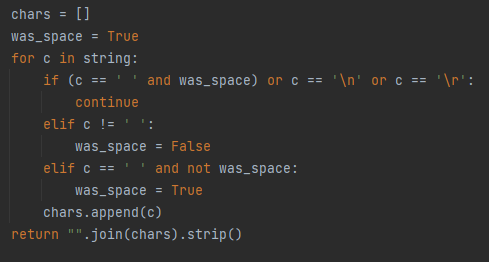 chars = []
was_space = True
for c in string:
    if (c == ' ' and was_space) or c == '\n' or c == '\r':
        continue
    elif c != ' ':
        was_space = False
    elif c == ' ' and not was_space:
        was_space = True
    chars.append(c)
return "".join(chars).strip()